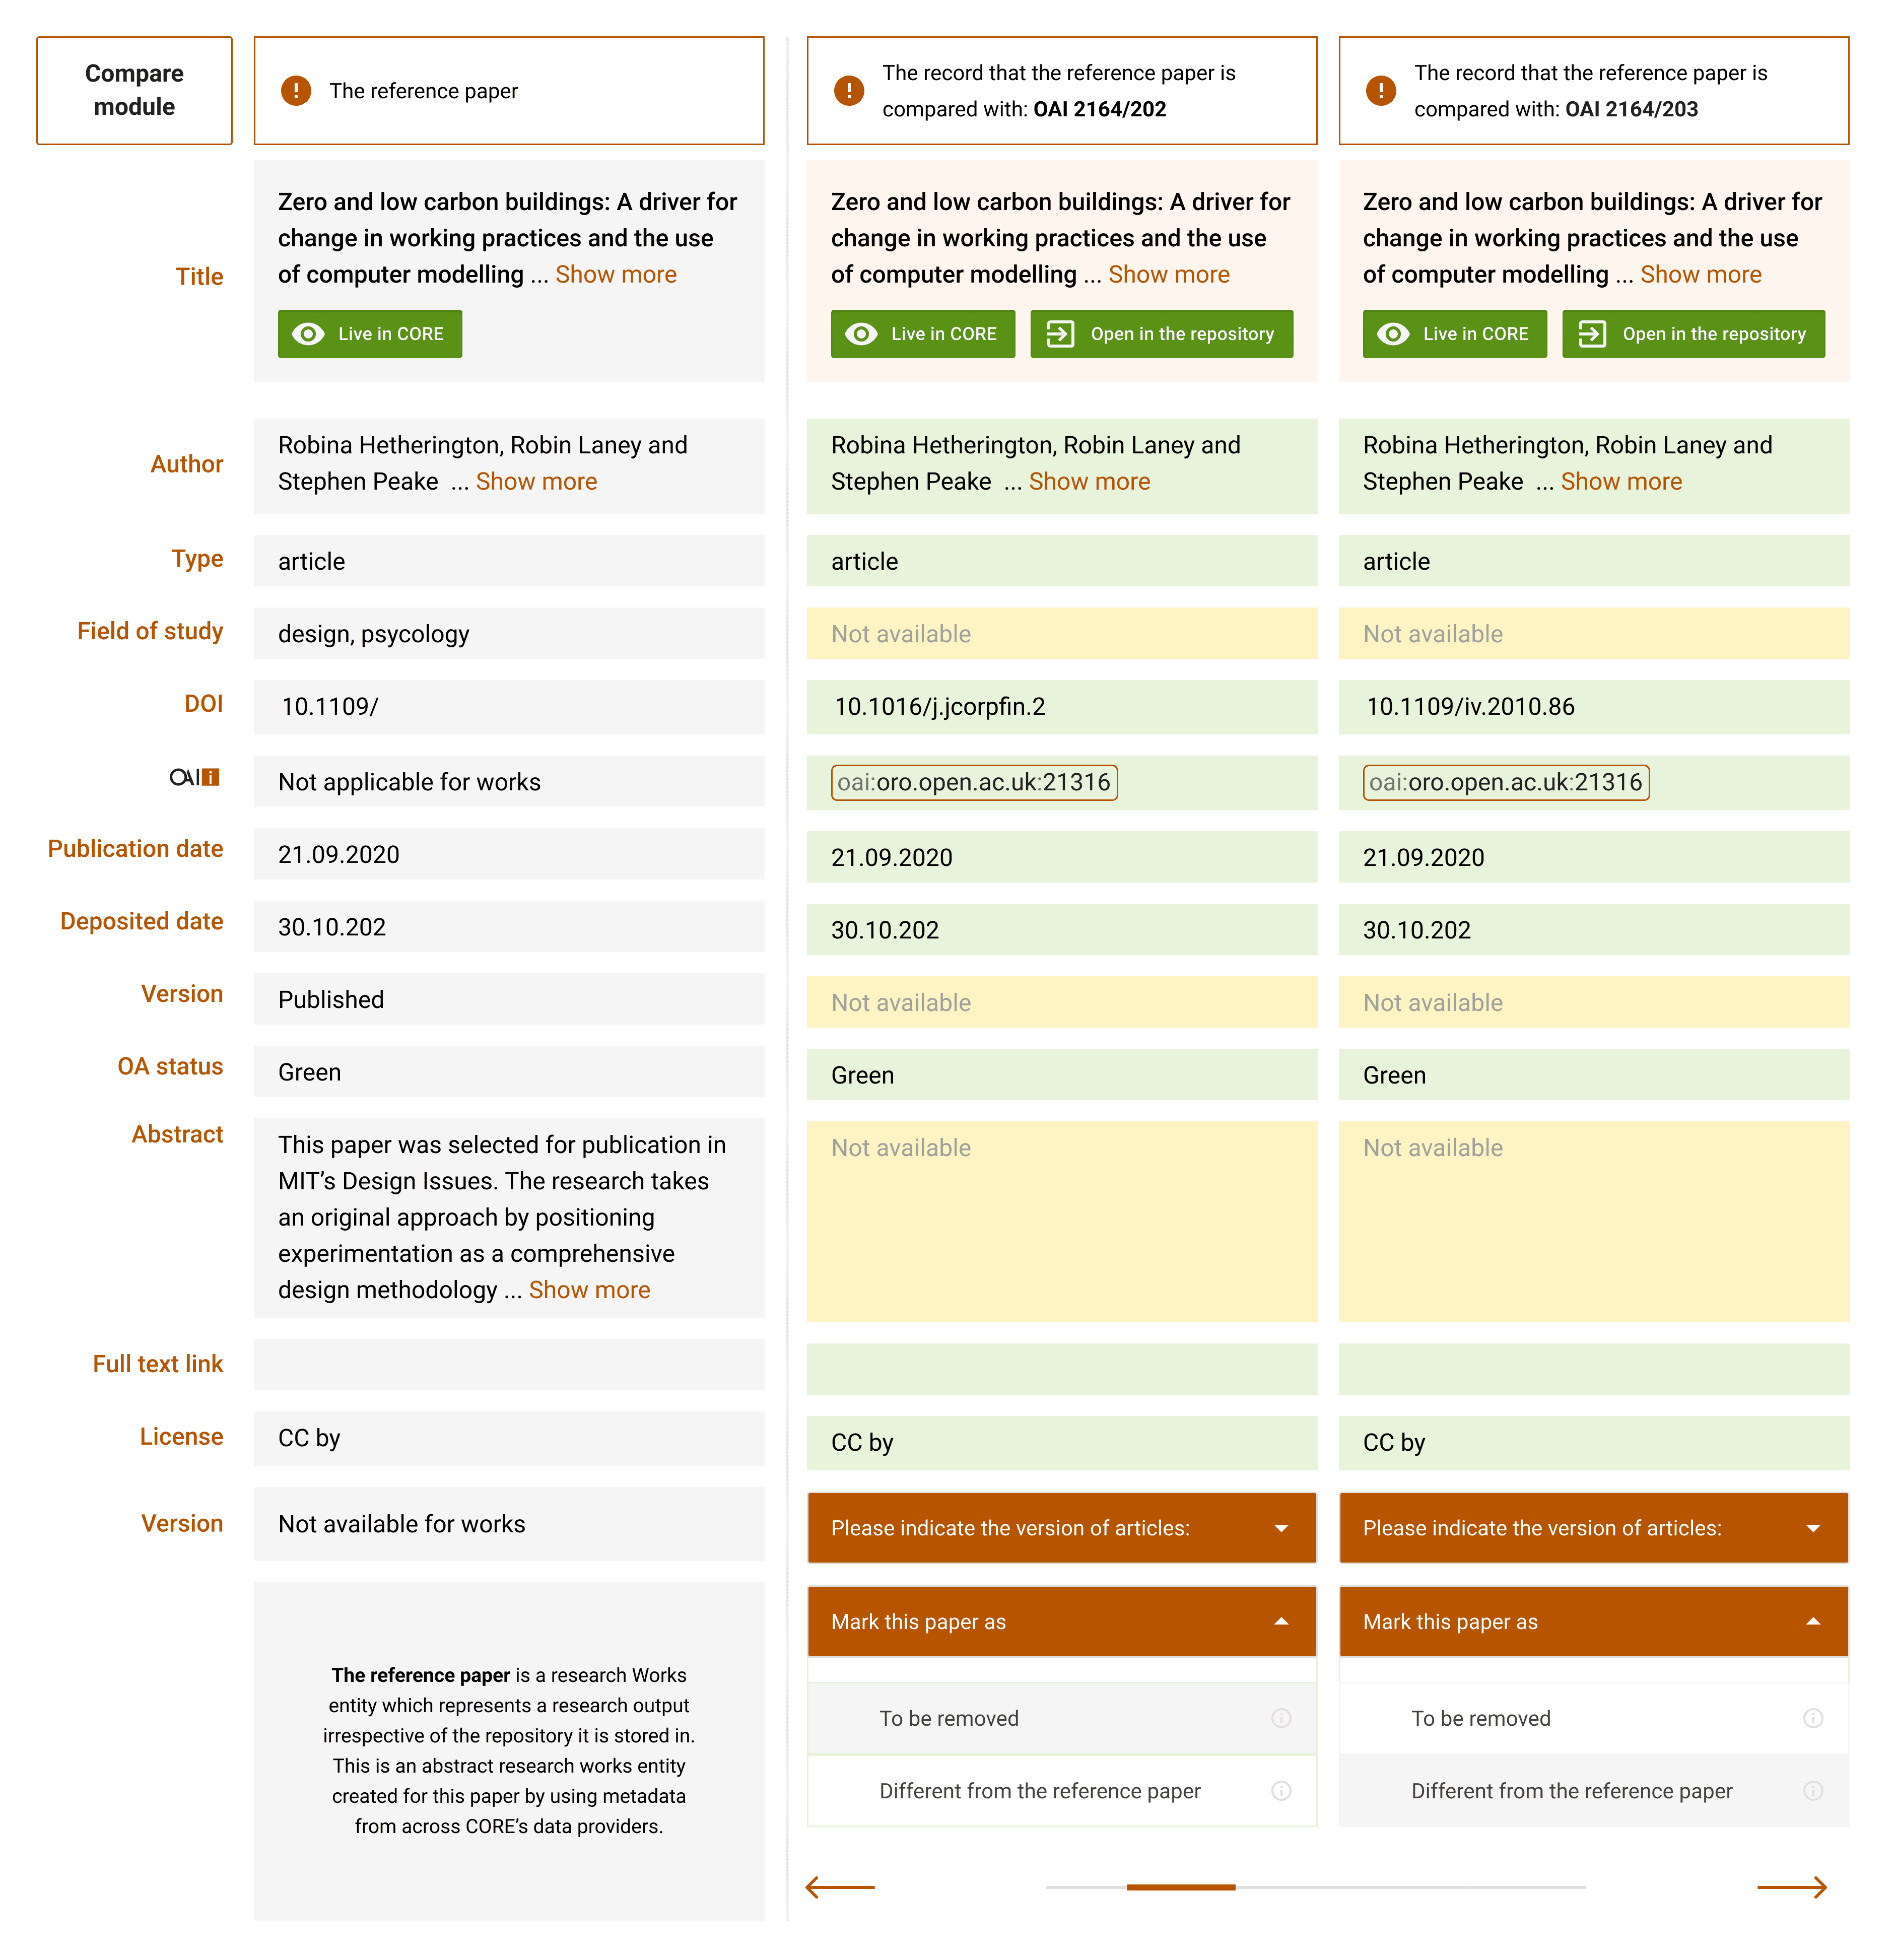 Compare
module
The reference paper
The record that the reference paper is
compared with: OAI 2164/202
The record that the reference paper is
compared with: OAI 2164/203
Title
Zero and low carbon buildings: A driver for
change in working practices and the use
of computer modelling ... Show more
Live in CORE
Zero and low carbon buildings: A driver for
change in working practices and the use
of computer modelling ... Show more
Live in CORE
Open in the repository
Zero and low carbon buildings: A driver for
change in working practices and the use
of computer modelling ... Show more
Live in CORE
Open in the repository
Author
Robina Hetherington, Robin Laney and
Stephen Peake ... Show more
Robina Hetherington, Robin Laney and
Stephen Peake ... Show more
Robina Hetherington, Robin Laney and
Stephen Peake ... Show more
Type
article
article
article
Field of study
design, psycology
Not available
Not available
DOI
10.1109/
10.1016/j.jcorpfin.2
10.1109/iv.2010.86
OAI i
Not applicable for works
oai:oro.open.ac.uk:21316
oai:oro.open.ac.uk:21316
Publication date
21.09.2020
21.09.2020
21.09.2020
Deposited date
30.10.202
30.10.202
30.10.202
Version
Published
Not available
Not available
OA status
Green
Green
Green
Abstract
This paper was selected for publication in
MIT’s Design Issues. The research takes
an original approach by positioning
experimentation as a comprehensive
design methodology ... Show more
Not available
Not available
Full text link
License
CC by
CC by
CC by
Version
Not available for works
Please indicate the version of articles:
Please indicate the version of articles:
The reference paper is a research Works
entity which represents a research output
irrespective of the repository it is stored in.
This is an abstract research works entity
created for this paper by using metadata
from across CORE’s data providers.
Mark this paper as
To be removed
Different from the reference paper
Mark this paper as
To be removed
Different from the reference paper